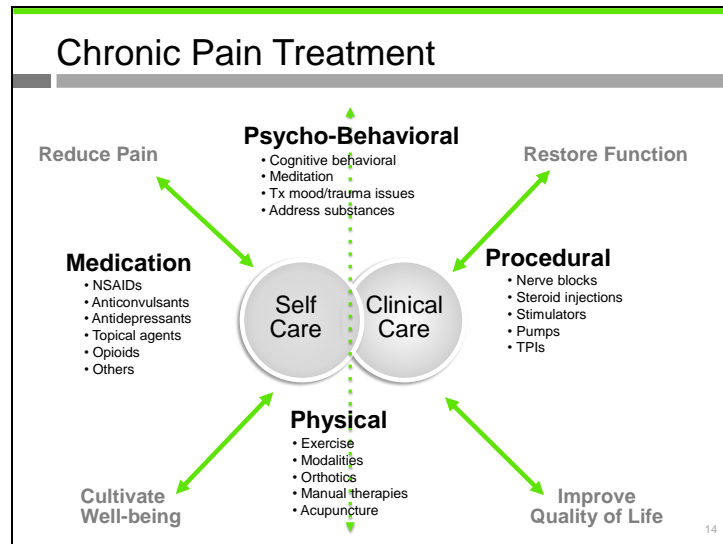 Chronic Pain Treatment
Reduce Pain
Psycho-Behavioral
• Cognitive behavioral
• Meditation
• Tx mood/trauma issues
• Address substances
Restore Function
Medication
• NSAIDs
• Anticonvulsants
• Antidepressants
• Topical agents
• Opioids
• Others
Self
Care
Clinical
Care
Procedural
• Nerve blocks
• Steroid injections
• Stimulators
• Pumps
• TPIs
Physical
• Exercise
• Modalities
• Orthotics
• Manual therapies
• Acupuncture
Cultivate
Well-being
Improve
Quality of Life
14